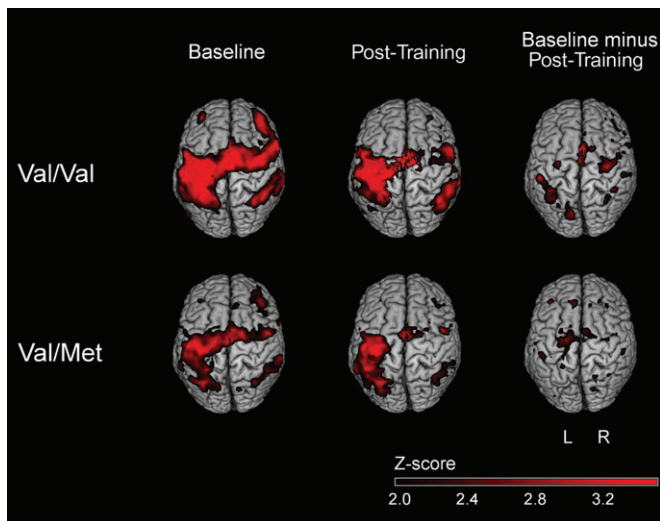 Baseline
Post-Training
Baseline minus
Post-Training
Val/Val
Val/Met
L R
Z-score
2.0 2.4 2.8 3.2